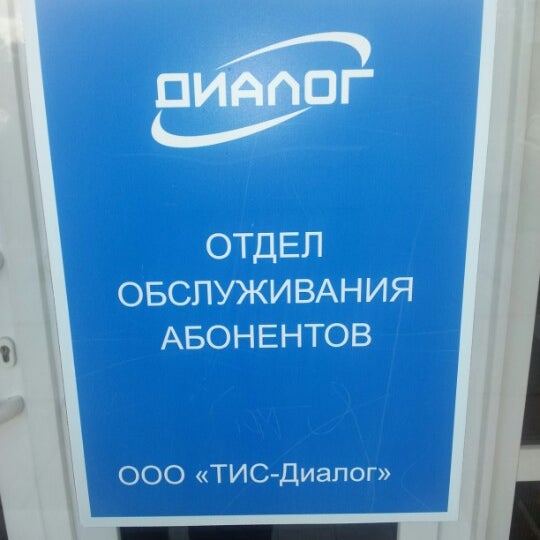 ДИАЛОГ
ОТДЕЛ
ОБСЛУЖИВАНИЯ
АБОНЕНТОВ
ООО «ТИС-Диалог»